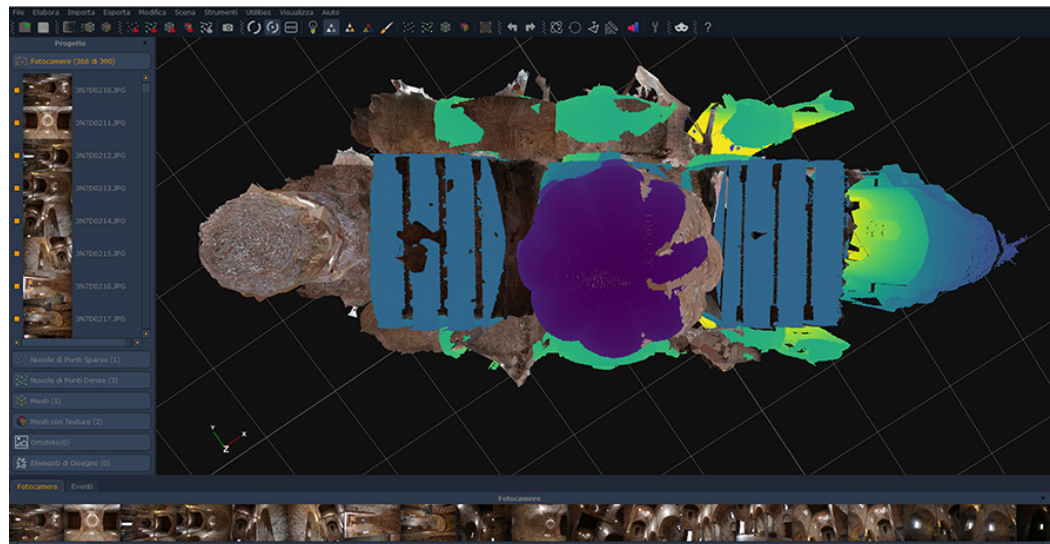 File Elabora Importa Esporta Modifica Scena Strumenti Utilities Visualizza Aiuto
?
Progetto ×
Fotocamere (368 di 390)
3N7D0210.JPG
3N7D0211.JPG
3N7D0212.JPG
3N7D0213.JPG
3N7D0214.JPG
3N7D0215.JPG
3N7D0216.JPG
3N7D0217.JPG
Nuvole di Punti Sparse (1)
Nuvole di Punti Dense (3)
Mesh (1)
Mesh con Texture (2)
Ortofoto(0)
Elementi di Disegno (0)
Y X
Z
Fotocamere Eventi
Fotocamere ×